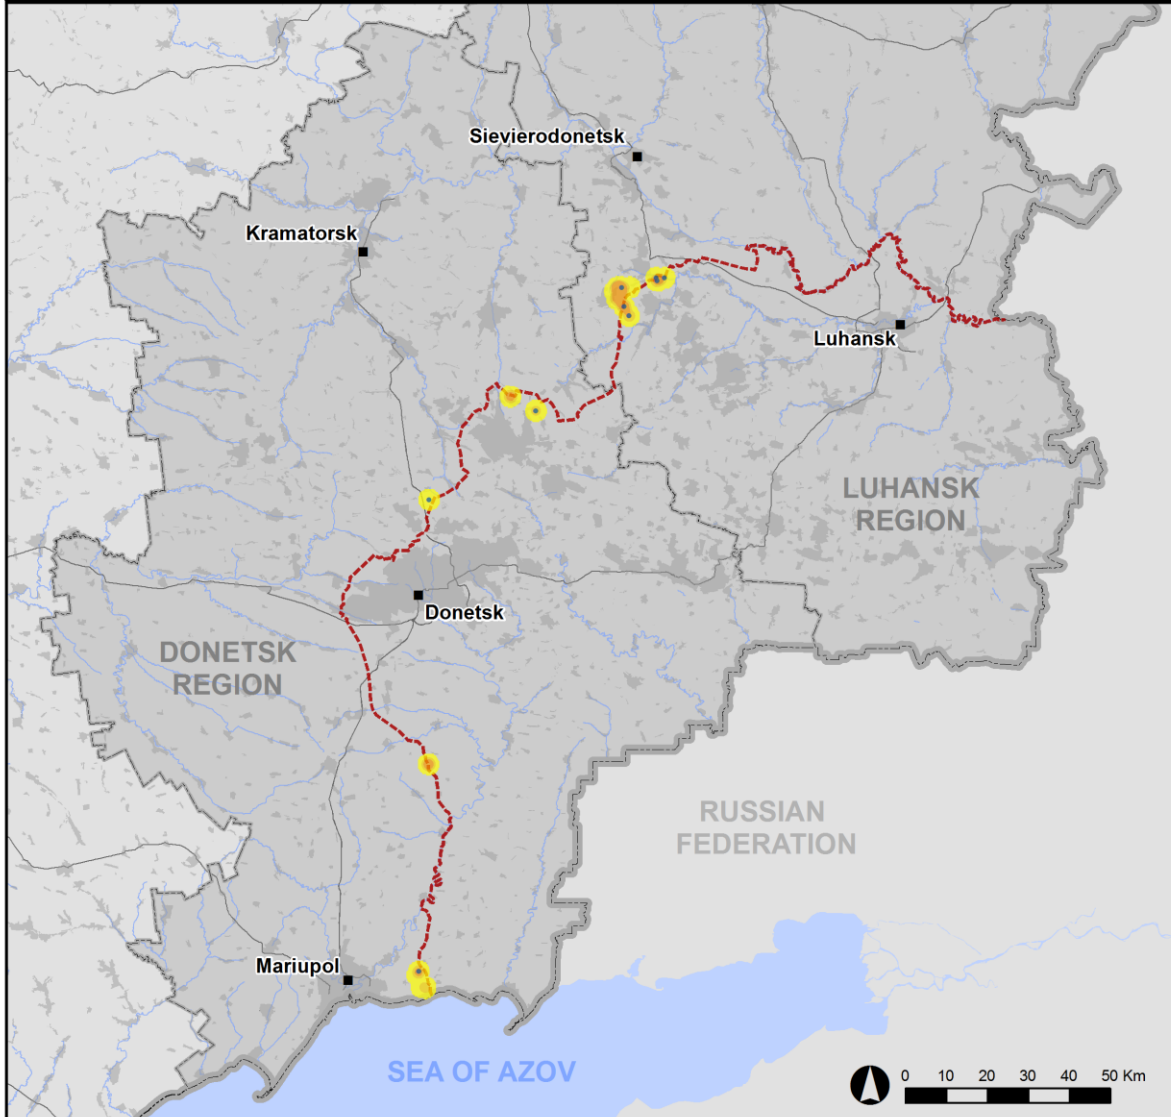 Sievierodonetsk
Kramatorsk
Luhansk
LUHANSK
REGION
Donetsk
DONETSK
REGION
RUSSIAN
FEDERATION
Mariupol
SEA OF AZOV
0 10 20 30 40 50 Km